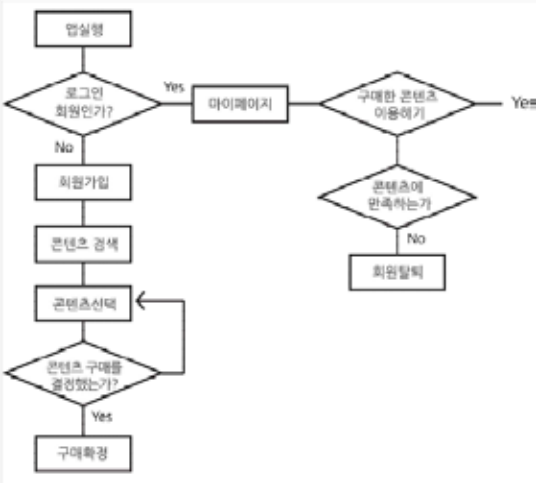 앱실행
로그인
회원인가?
Yes
마이페이지
구매한 콘텐츠
이용하기
Yes
No
회원가입
콘텐츠에
만족하는가
No
콘텐츠 검색
회원탈퇴
콘텐츠선택
콘텐츠 구매를
결정했는가?
Yes
구매확정